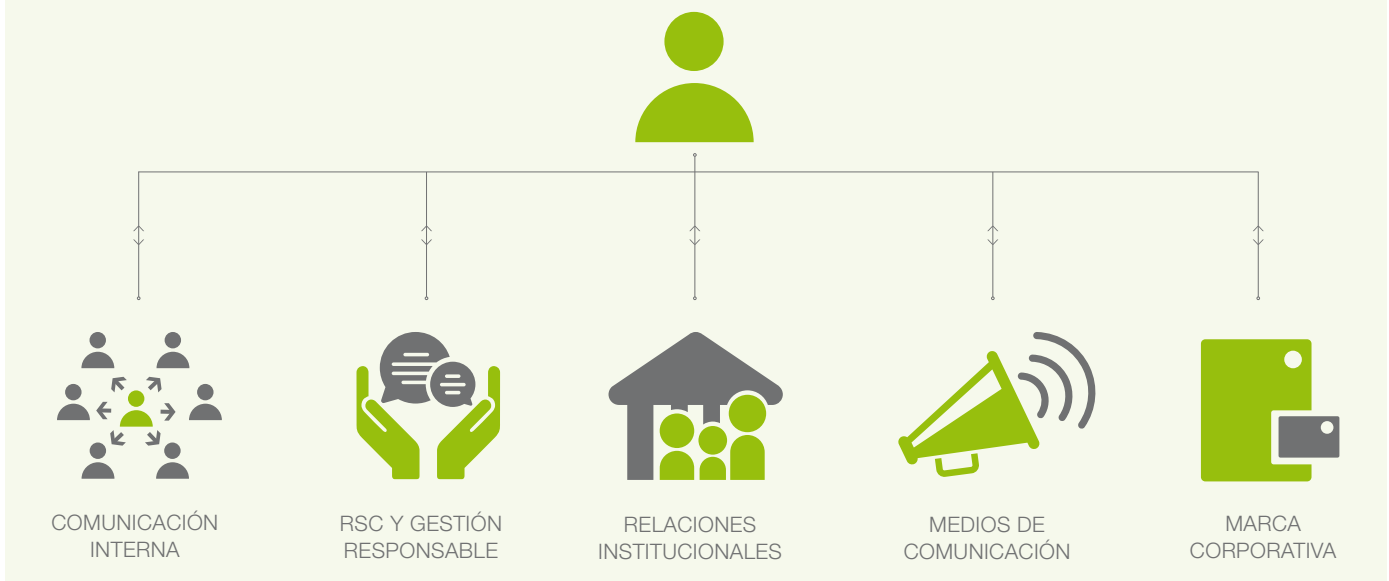 COMUNICACIÓN
INTERNA
RSC Y GESTIÓN
RESPONSABLE
RELACIONES
INSTITUCIONALES
MEDIOS DE
COMUNICACIÓN
MARCA
CORPORATIVA